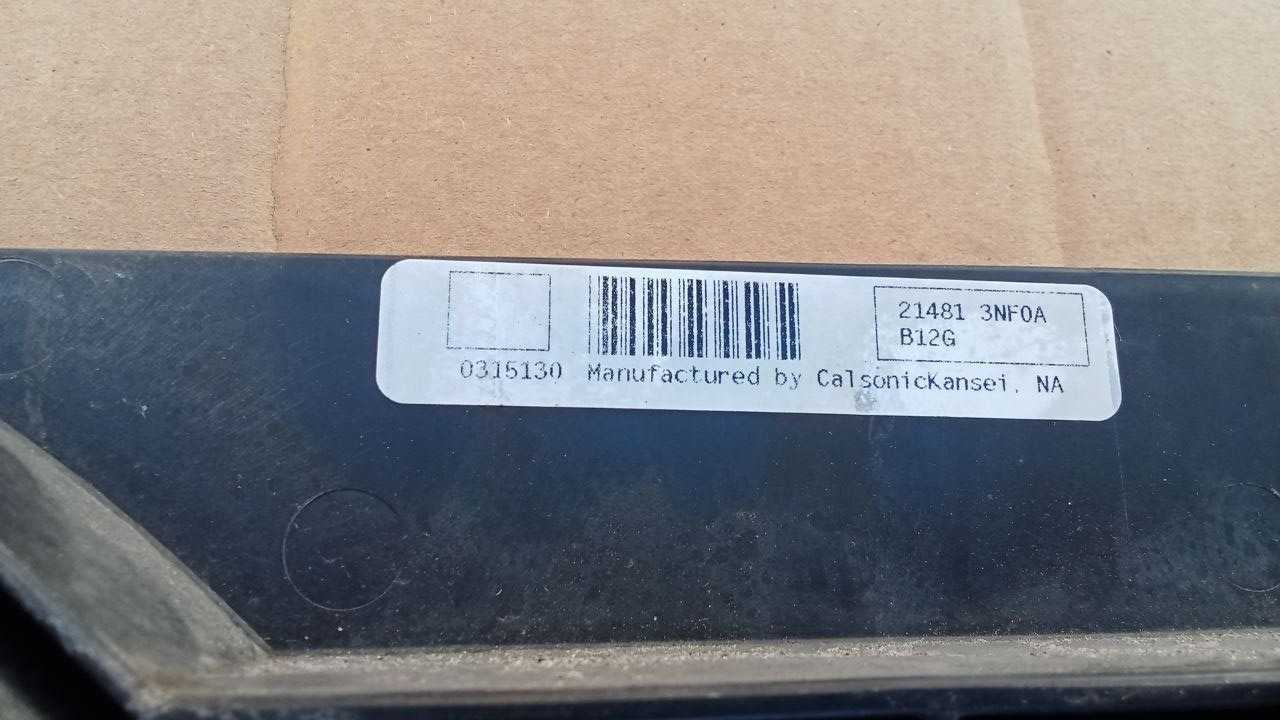 21481 3NF0A
B12G
0315130 Manufactured by CalsonicKansei, NA